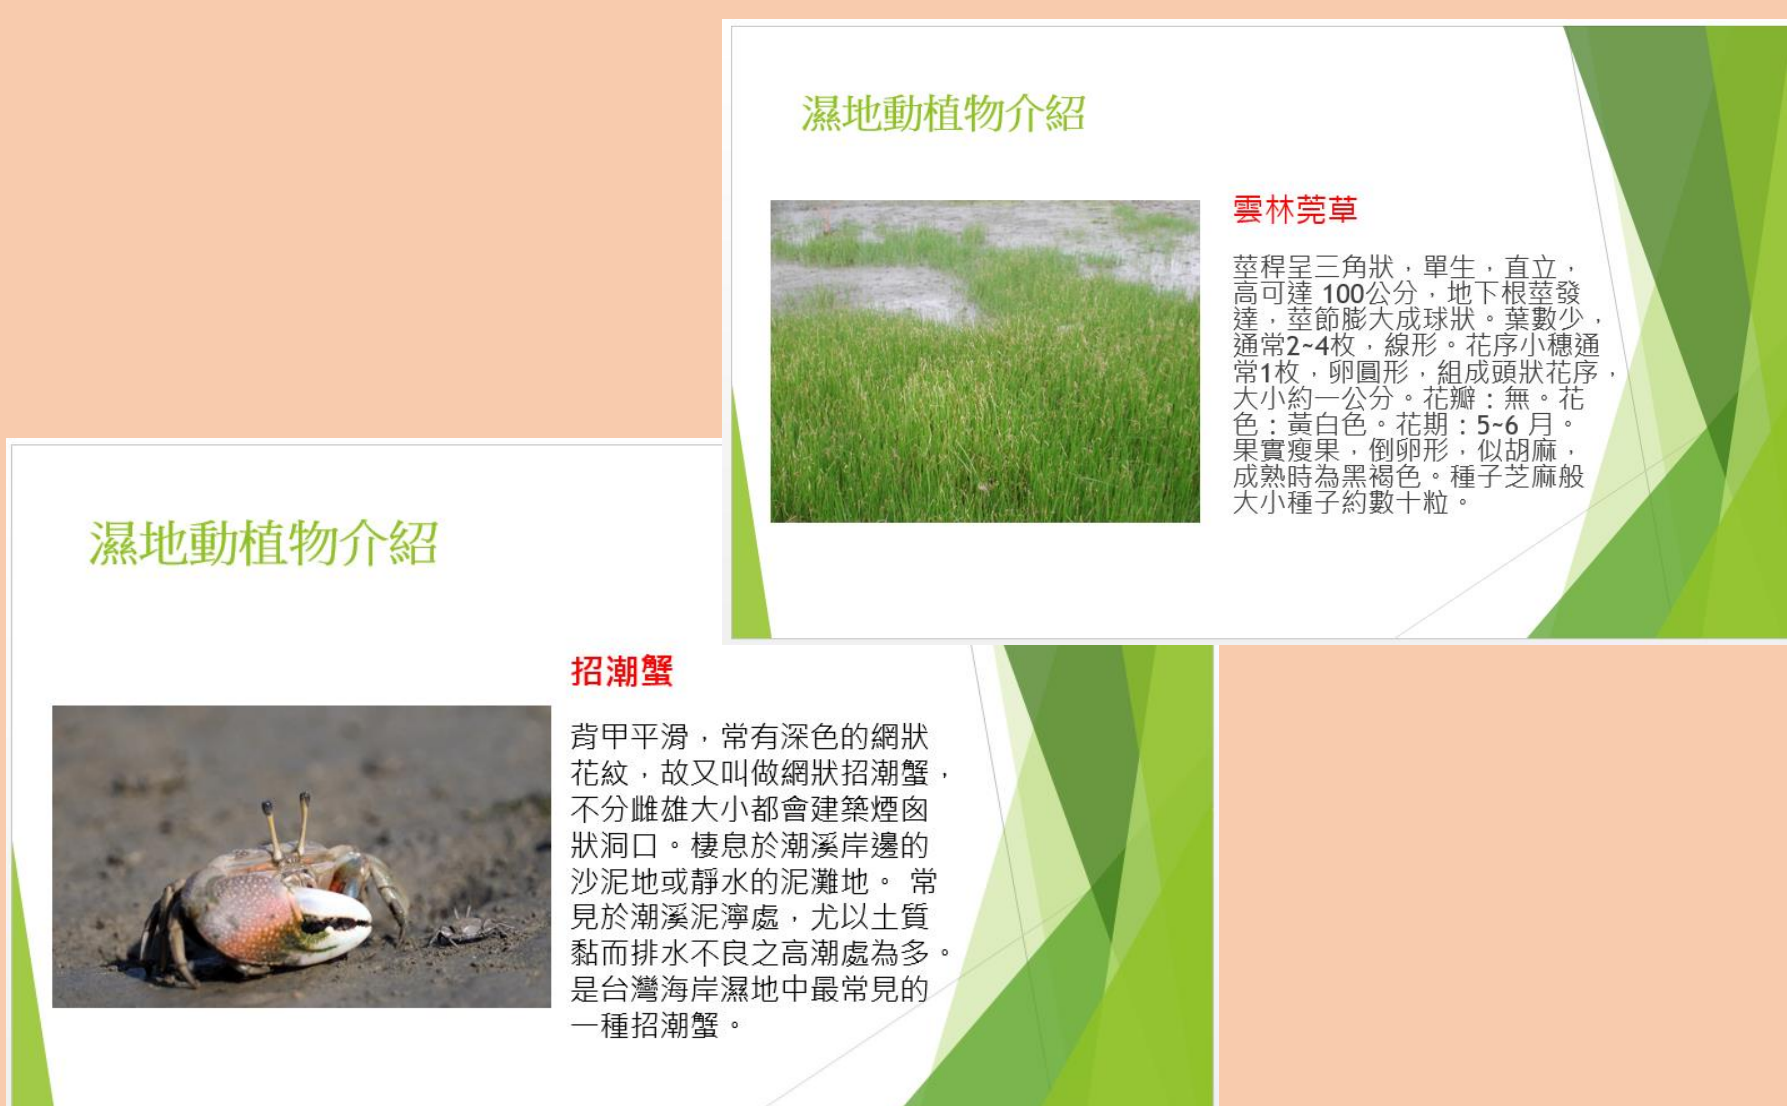 濕地動植物介紹
雲林莞草
莖稈呈三角狀，單生，直立，
高可達 100公分，地下根莖發
達，莖節膨大成球狀。葉數少，
通常2~4枚，線形。花序小穗通
常1枚，卵圓形，組成頭狀花序，
大小約一公分。花瓣：無。花
色：黃白色。花期：5~6 月。
果實瘦果，倒卵形，似胡麻，
成熟時為黑褐色。種子芝麻般
大小種子約數十粒。
濕地動植物介紹
招潮蟹
背甲平滑，常有深色的網狀
花紋，故又叫做網狀招潮蟹，
不分雌雄大小都會建築煙囪
狀洞口。棲息於潮溪岸邊的
沙泥地或靜水的泥灘地。 常
見於潮溪泥濘處，尤以土質
黏而排水不良之高潮處為多。
是台灣海岸濕地中最常見的
一種招潮蟹。